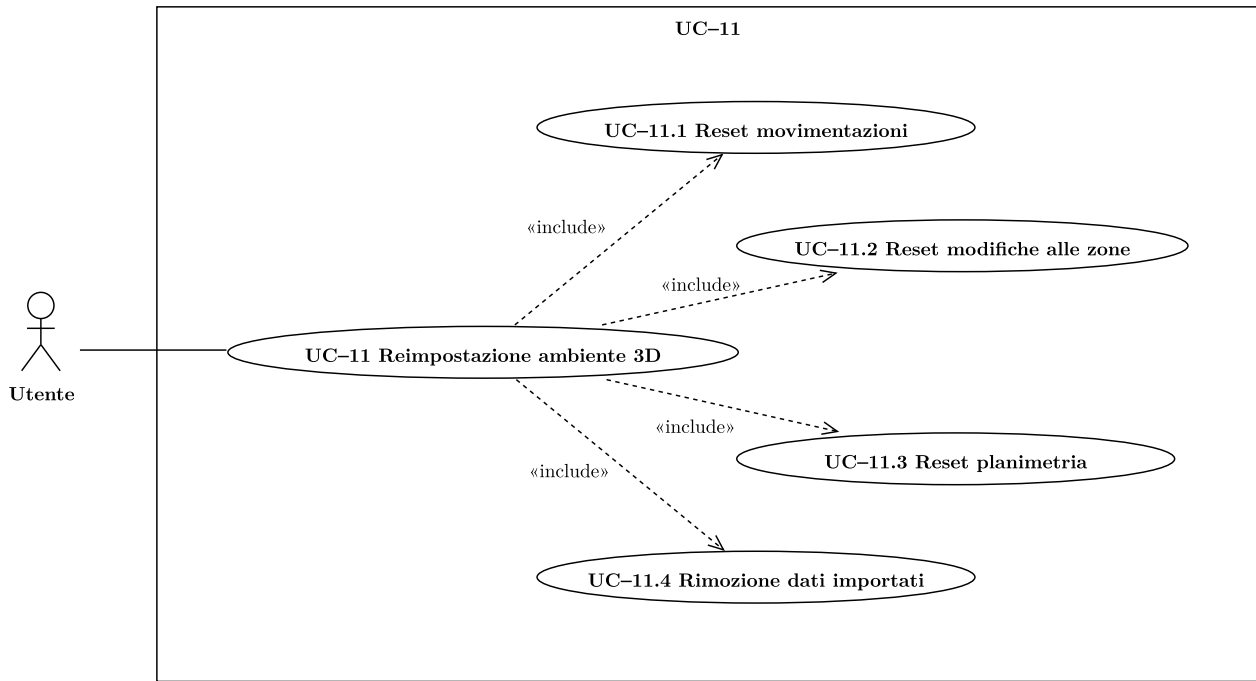 UC–11
UC–11.1 Reset movimentazioni
«include»
UC–11.2 Reset modifiche alle zone
«include»
UC–11 Reimpostazione ambiente 3D
Utente
«include»
UC–11.3 Reset planimetria
«include»
UC–11.4 Rimozione dati importati